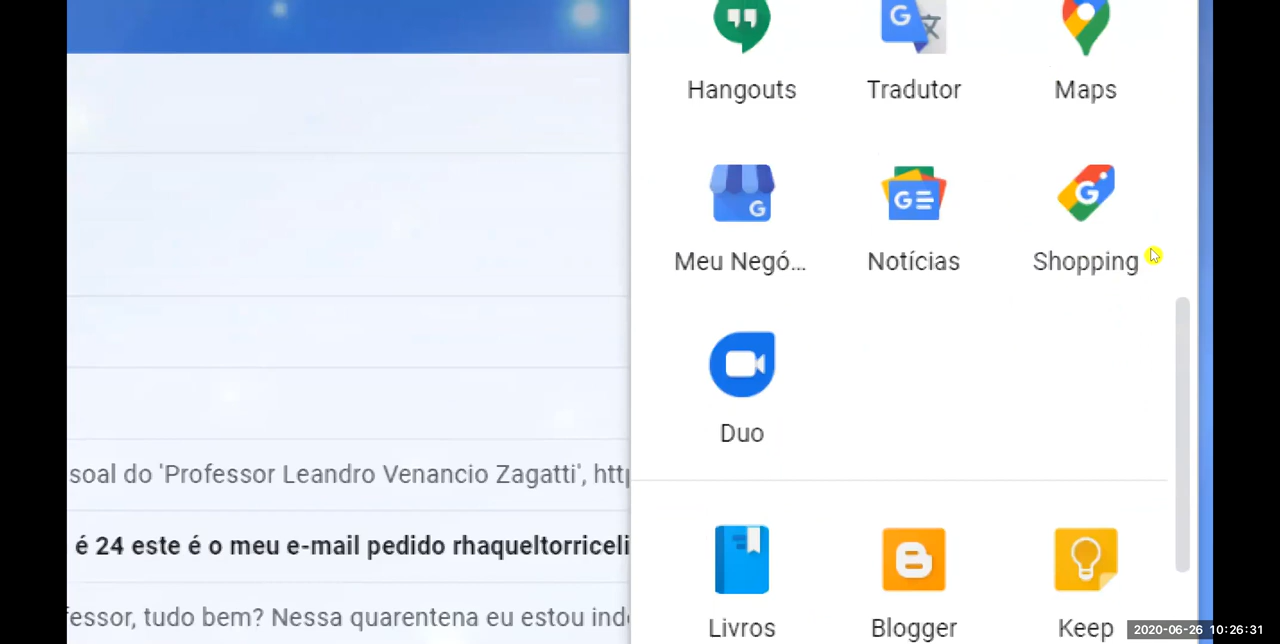 Hangouts
Tradutor
Maps
Meu Negó...
Notícias
Shopping
Duo
soal do 'Professor Leandro Venancio Zagatti', http
é 24 este é o meu e-mail pedido rhaqueltorriceli
fessor, tudo bem? Nessa quarentena eu estou ind
Livros
Blogger
Keep
2020-06-26 10:26:31